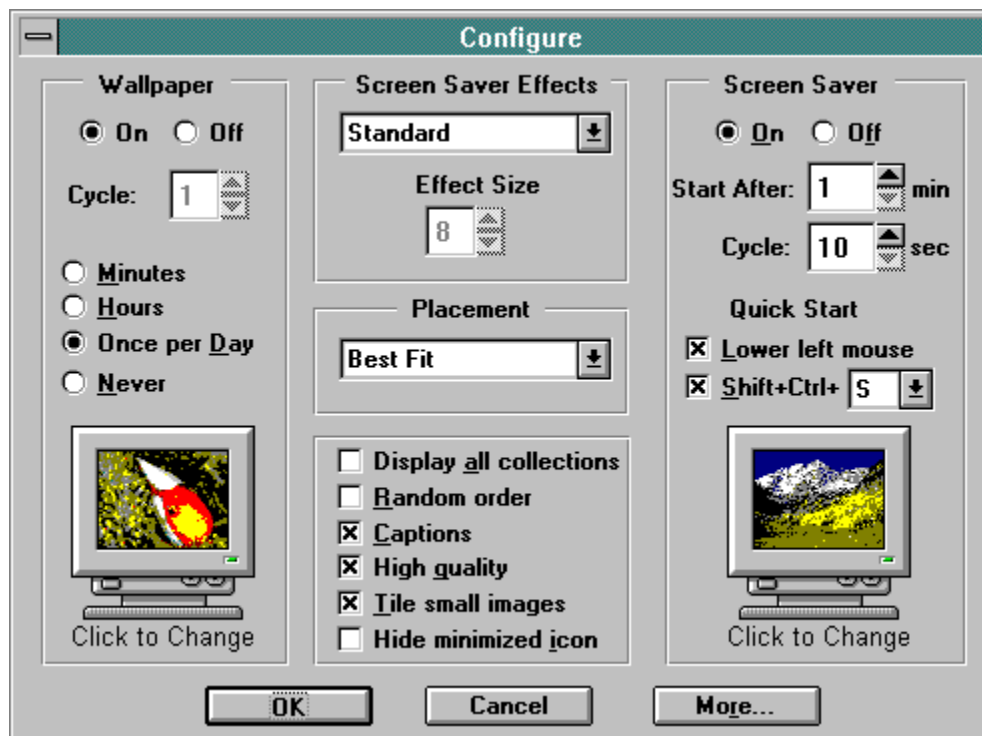 Configure
Wallpaper
On Off
Cycle: 1
Minutes
Hours
Once per Day
Never
Click to Change
Screen Saver Effects
Standard
Effect Size
8
Placement
Best Fit
Display all collections
Random order
Captions
High quality
Tile small images
Hide minimized icon
Screen Saver
On Off
Start After: 1 min
Cycle: 10 sec
Quick Start
Lower left mouse
Shift+Ctrl+ S
Click to Change
OK Cancel More...